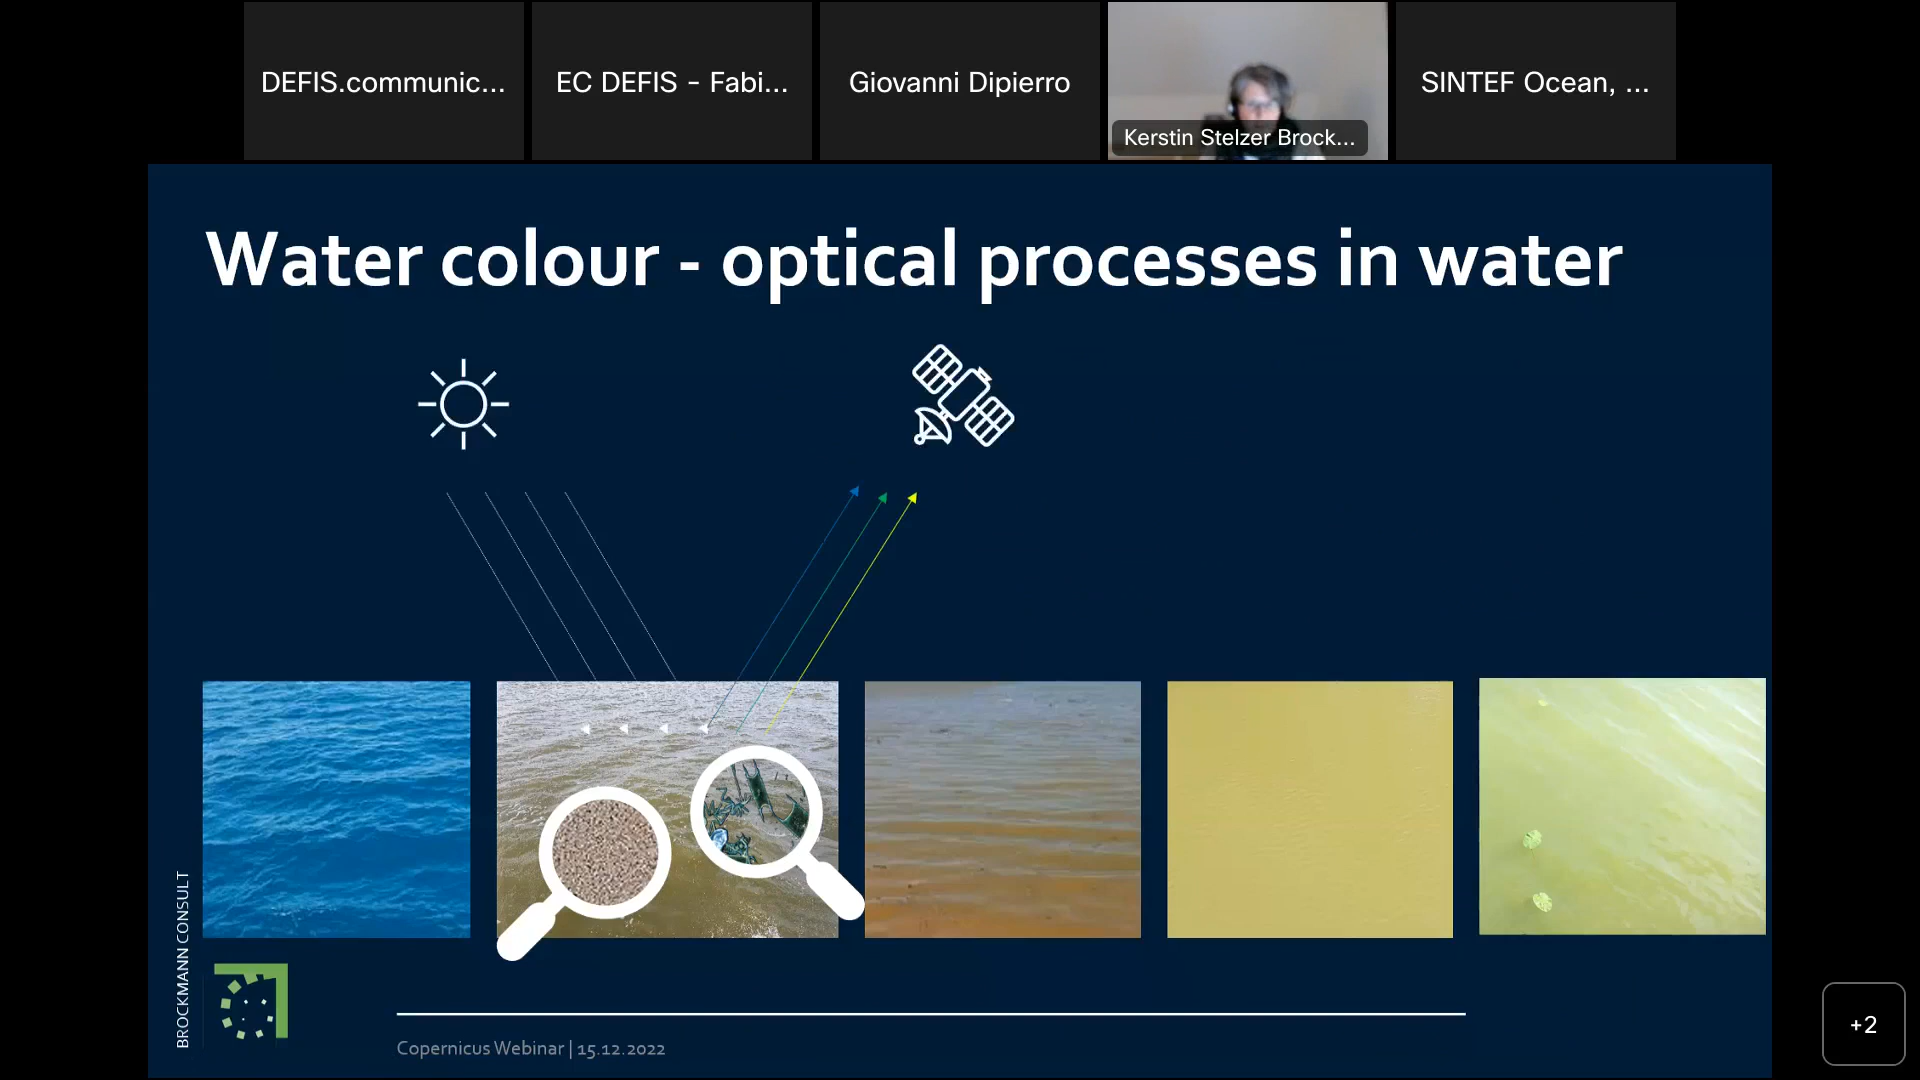 DEFIS.communic...
EC DEFIS - Fabi...
Giovanni Dipierro
Kerstin Stelzer Brock...
SINTEF Ocean, ...
Water colour - optical processes in water
BROCKMANN CONSULT
Copernicus Webinar | 15.12.2022
+2